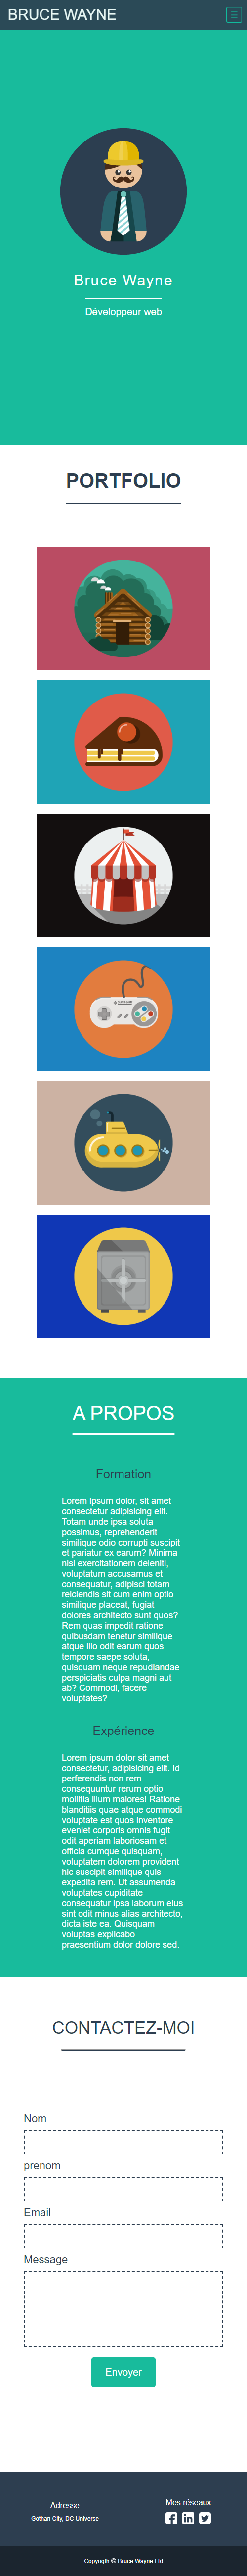 BRUCE WAYNE
Bruce Wayne
Développeur web
PORTFOLIO
A PROPOS
Formation
Lorem ipsum dolor, sit amet
consectetur adipisicing elit.
Totam unde ipsa soluta
possimus, reprehenderit
similique odio corrupti suscipit
et pariatur ex earum? Minima
nisi exercitationem deleniti,
voluptatum accusamus et
consequatur, adipisci totam
reiciendis sit cum enim optio
similique placeat, fugiat
dolores architecto sunt quos?
Rem quas impedit ratione
quibusdam tenetur similique
atque illo odit earum quos
tempore saepe soluta,
quisquam neque repudiandae
perspiciatis culpa magni aut
ab? Commodi, facere
voluptates?
Expérience
Lorem ipsum dolor sit amet
consectetur, adipisicing elit. Id
perferendis non rem
consequuntur rerum optio
mollitia illum maiores! Ratione
blanditiis quae atque commodi
voluptate est quos inventore
eveniet corporis omnis fugit
odit aperiam laboriosam et
officia cumque quisquam,
voluptatem dolorem provident
hic suscipit similique quis
expedita rem. Ut assumenda
voluptates cupiditate
consequatur ipsa laborum eius
sint odit minus alias architecto,
dicta iste ea. Quisquam
voluptas explicabo
praesentium dolor dolore sed.
CONTACTEZ-MOI
Nom
prenom
Email
Message
Envoyer
Adresse
Gothan City, DC Universe
Mes réseaux
Copyrigth © Bruce Wayne Ltd